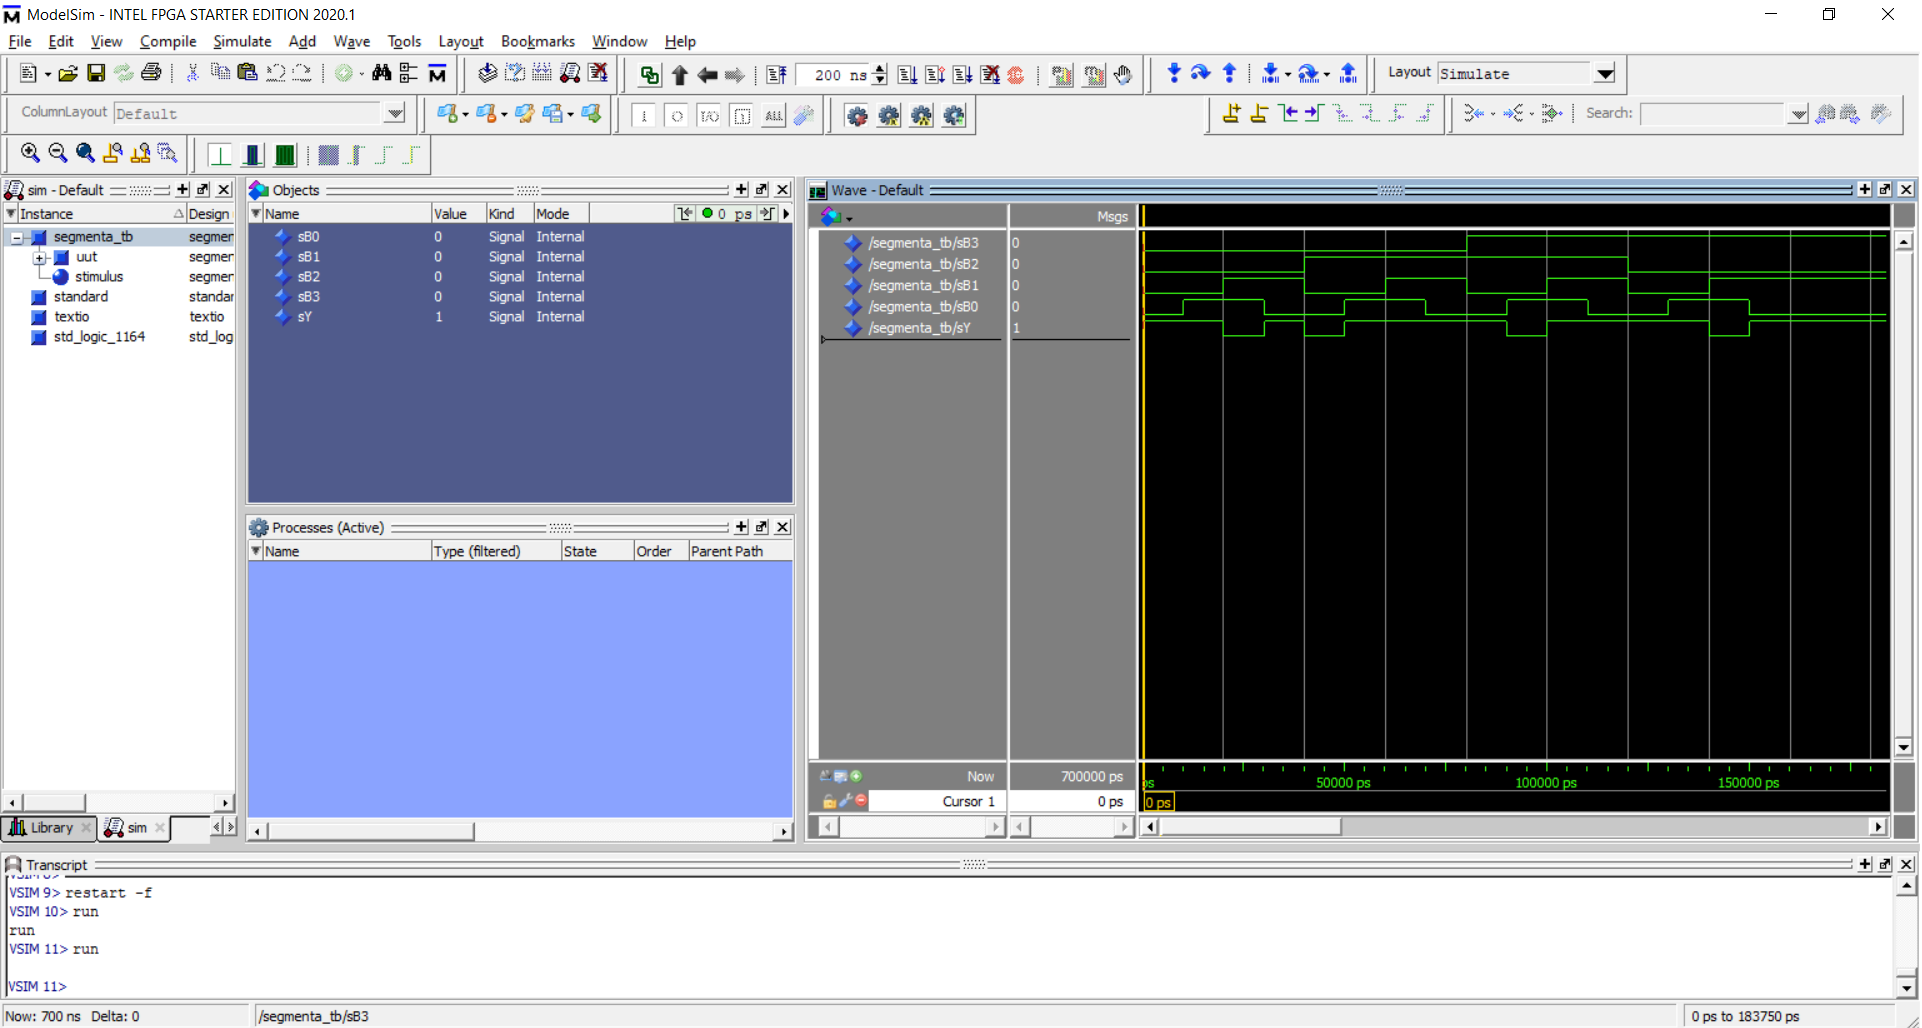 ModelSim - INTEL FPGA STARTER EDITION 2020.1
File Edit View Compile Simulate Add Wave Tools Layout Bookmarks Window Help
200 ns
Layout Simulate
ColumnLayout Default
ALL
Search:
sim - Default
Instance Design
segmenta_tb segmer
uut segmer
stimulus segmer
standard standar
textio textio
std_logic_1164 std_log
Library sim
Objects
Name Value Kind Mode 0 ps
sB0 0 Signal Internal
sB1 0 Signal Internal
sB2 0 Signal Internal
sB3 0 Signal Internal
sY 1 Signal Internal
Processes (Active)
Name Type (filtered) State Order Parent Path
Wave - Default
Msgs
/segmenta_tb/sB3 0
/segmenta_tb/sB2 0
/segmenta_tb/sB1 0
/segmenta_tb/sB0 0
/segmenta_tb/sY 1
Now 700000 ps
ps 50000 ps 100000 ps 150000 ps
Cursor 1 0 ps
0 ps
Transcript
VSIM 9> restart -f
VSIM 10> run
run
VSIM 11> run
VSIM 11>
Now: 700 ns Delta: 0
/segmenta_tb/sB3
0 ps to 183750 ps